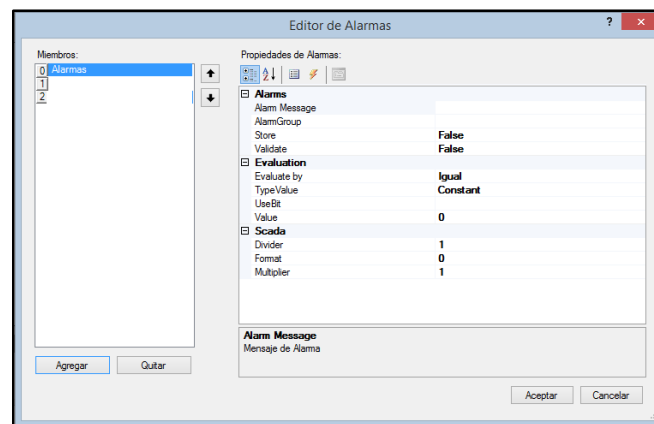 Editor de Alarmas
?
Miembros:
0 Alarmas
1
2
Propiedades de Alarmas:
Alarms
Alarm Message
AlarmGroup
Store False
Validate False
Evaluation
Evaluate by Igual
TypeValue Constant
UseBit
Value 0
Scada
Divider 1
Format 0
Multiplier 1
Alarm Message
Mensaje de Alarma
Agregar Quitar
Aceptar Cancelar